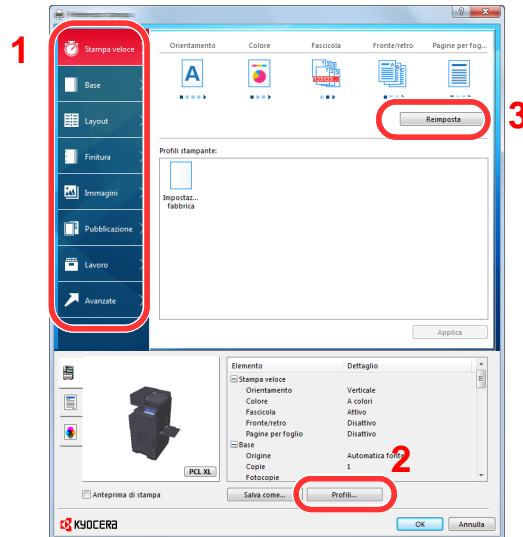 1
Stampa veloce
Base
Layout
Finitura
Immagini
Pubblicazione
Lavoro
Avanzate
Orientamento Colore Fascicola Fronte/retro Pagine per fog...
A
Reimposta
3
Profili stampante:
Impostaz...
fabbrica
Applica
Elemento Dettaglio
Stampa veloce
Orientamento Verticale
Colore A colori
Fascicola Attivo
Fronte/retro Disattivo
Pagine per foglio Disattivo
Base
Origine Automatica fonte
Copie 1
Fotocopie
2
PCL XL
Anteprima di stampa
Salva come...
Profili...
KYOCERA
OK
Annulla